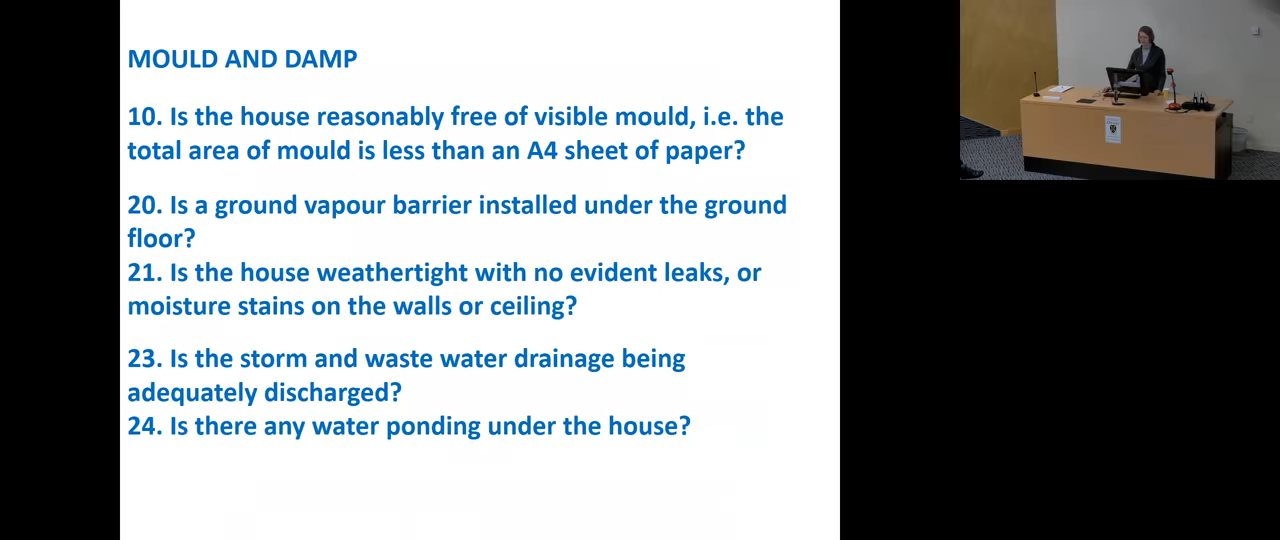 MOULD AND DAMP
10. Is the house reasonably free of visible mould, i.e. the
total area of mould is less than an A4 sheet of paper?
20. Is a ground vapour barrier installed under the ground
floor?
21. Is the house weathertight with no evident leaks, or
moisture stains on the walls or ceiling?
23. Is the storm and waste water drainage being
adequately discharged?
24. Is there any water ponding under the house?